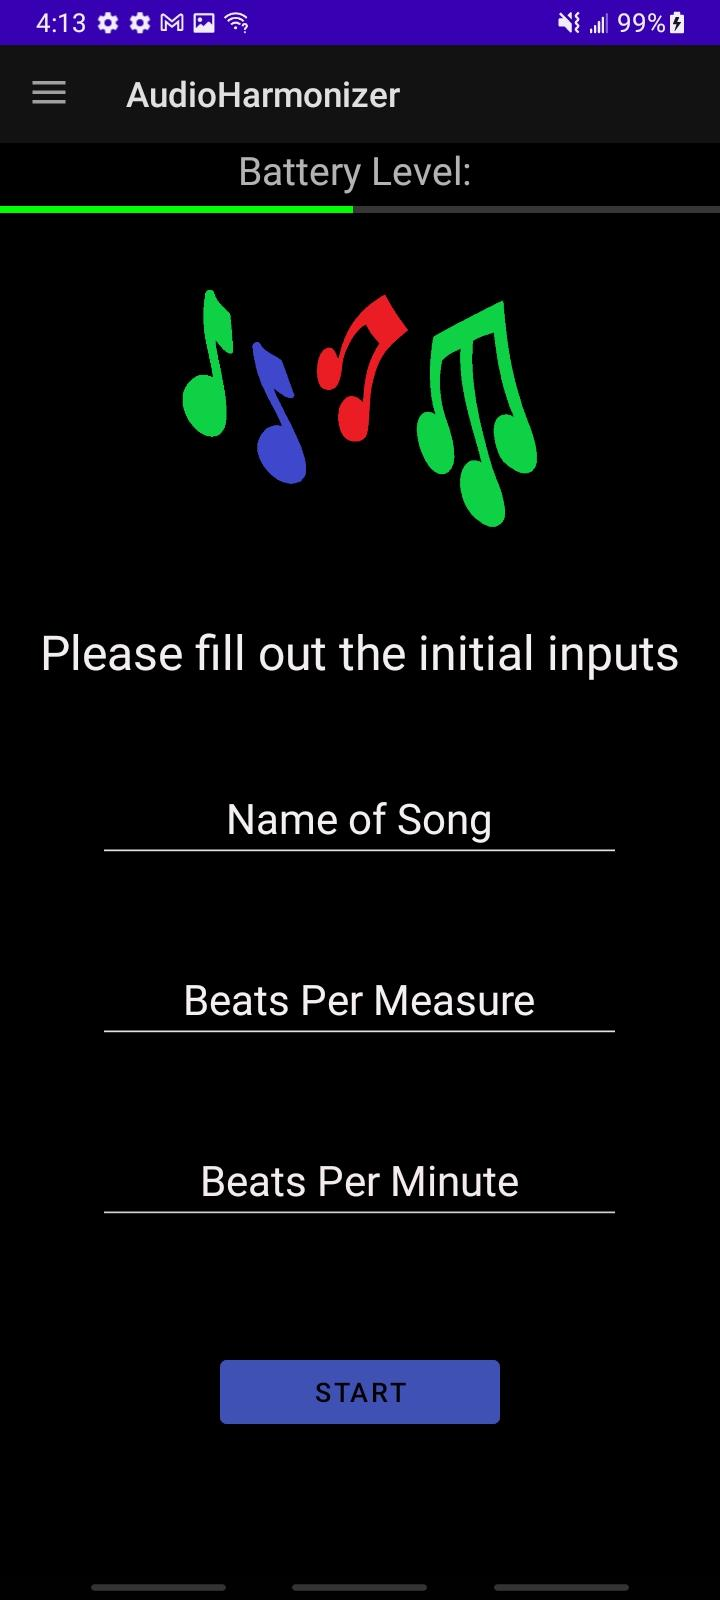 4:13 99%
AudioHarmonizer
Battery Level:
Please fill out the initial inputs
Name of Song
Beats Per Measure
Beats Per Minute
START